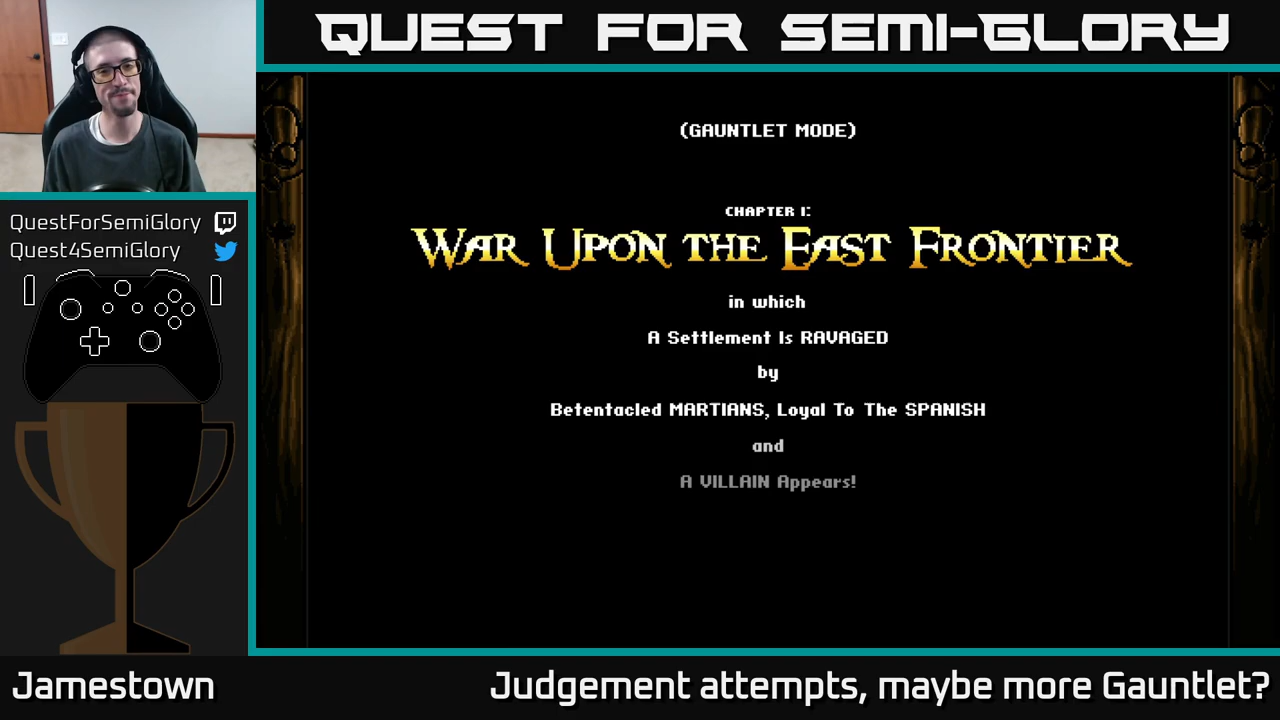 QUEST FOR SEMI-GLORY
QuestForSemiGlory
Quest4SemiGlory
(GAUNTLET MODE)
CHAPTER I:
WAR UPON THE EAST FRONTIER
in which
A Settlement Is RAVAGED
by
Betentacled MARTIANS, Loyal To The SPANISH
and
A VILLAIN Appears!
Jamestown
Judgement attempts, maybe more Gauntlet?